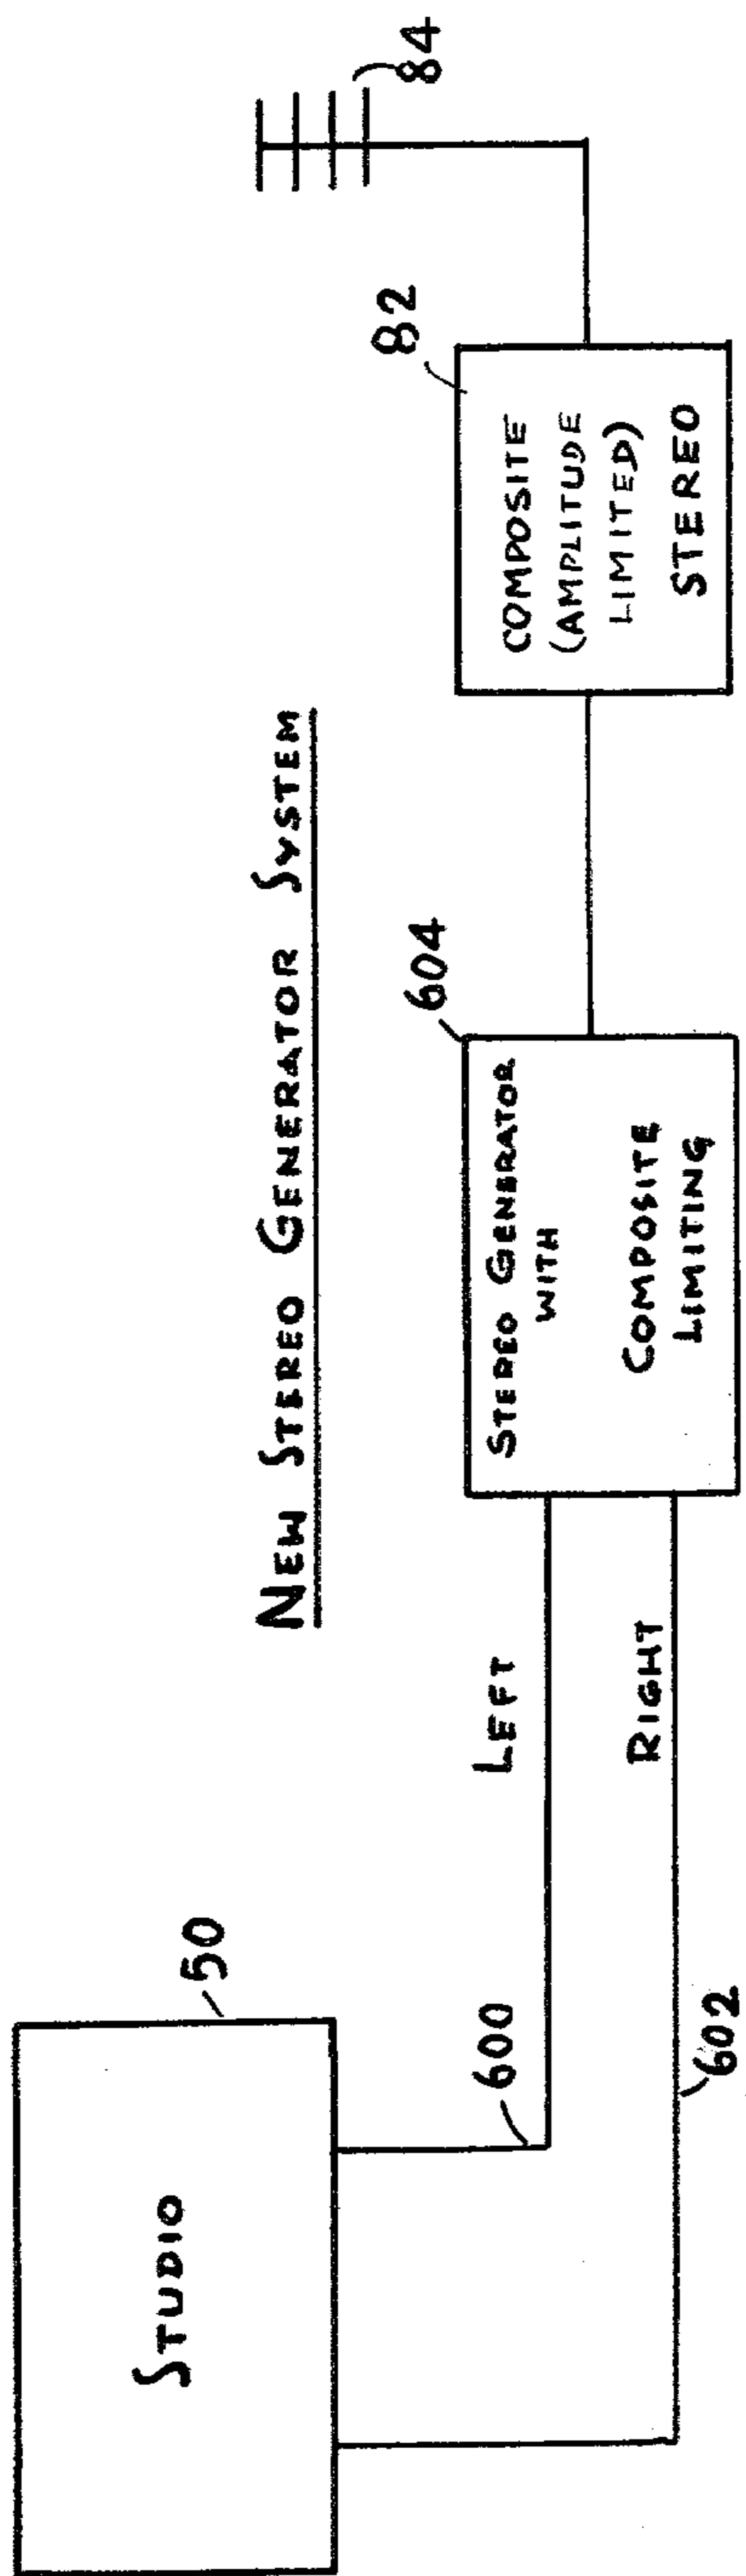 NEW STEREO GENERATOR SYSTEM
STUDIO
50
600
LEFT
602
RIGHT
604
STEREO GENERATOR
WITH
COMPOSITE
LIMITING
82
COMPOSITE
(AMPLITUDE
LIMITED)
STEREO
84